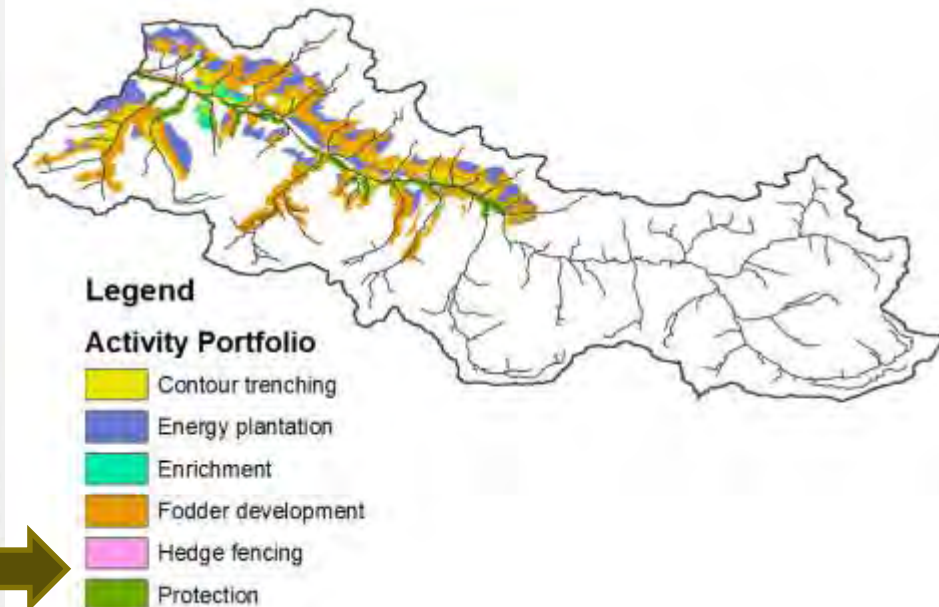 Legend
Activity Portfolio
Contour trenching
Energy plantation
Enrichment
Fodder development
Hedge fencing
Protection